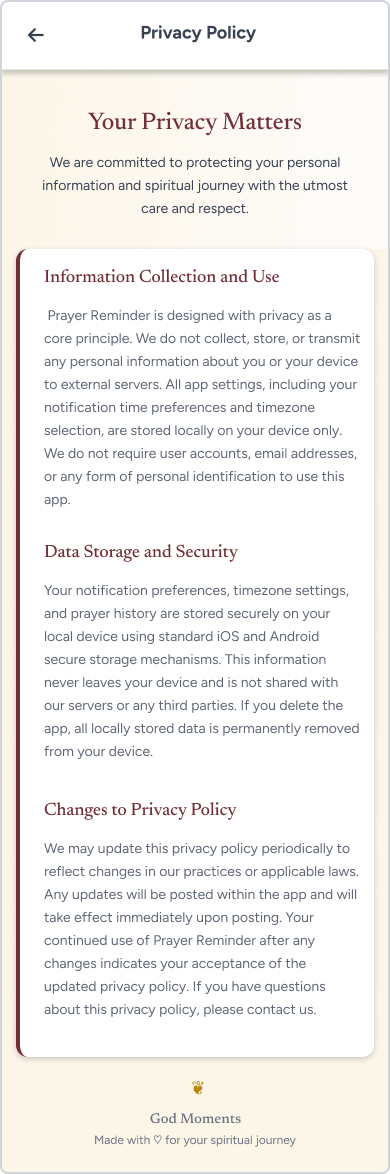 Privacy Policy
Your Privacy Matters
We are committed to protecting your personal
information and spiritual journey with the utmost
care and respect.
Information Collection and Use
Prayer Reminder is designed with privacy as a
core principle. We do not collect, store, or transmit
any personal information about you or your device
to external servers. All app settings, including your
notification time preferences and timezone
selection, are stored locally on your device only.
We do not require user accounts, email addresses,
or any form of personal identification to use this
app.
Data Storage and Security
Your notification preferences, timezone settings,
and prayer history are stored securely on your
local device using standard iOS and Android
secure storage mechanisms. This information
never leaves your device and is not shared with
our servers or any third parties. If you delete the
app, all locally stored data is permanently removed
from your device.
Changes to Privacy Policy
We may update this privacy policy periodically to
reflect changes in our practices or applicable laws.
Any updates will be posted within the app and will
take effect immediately upon posting. Your
continued use of Prayer Reminder after any
changes indicates your acceptance of the
updated privacy policy. If you have questions
about this privacy policy, please contact us.
❦
God Moments
Made with ♡ for your spiritual journey